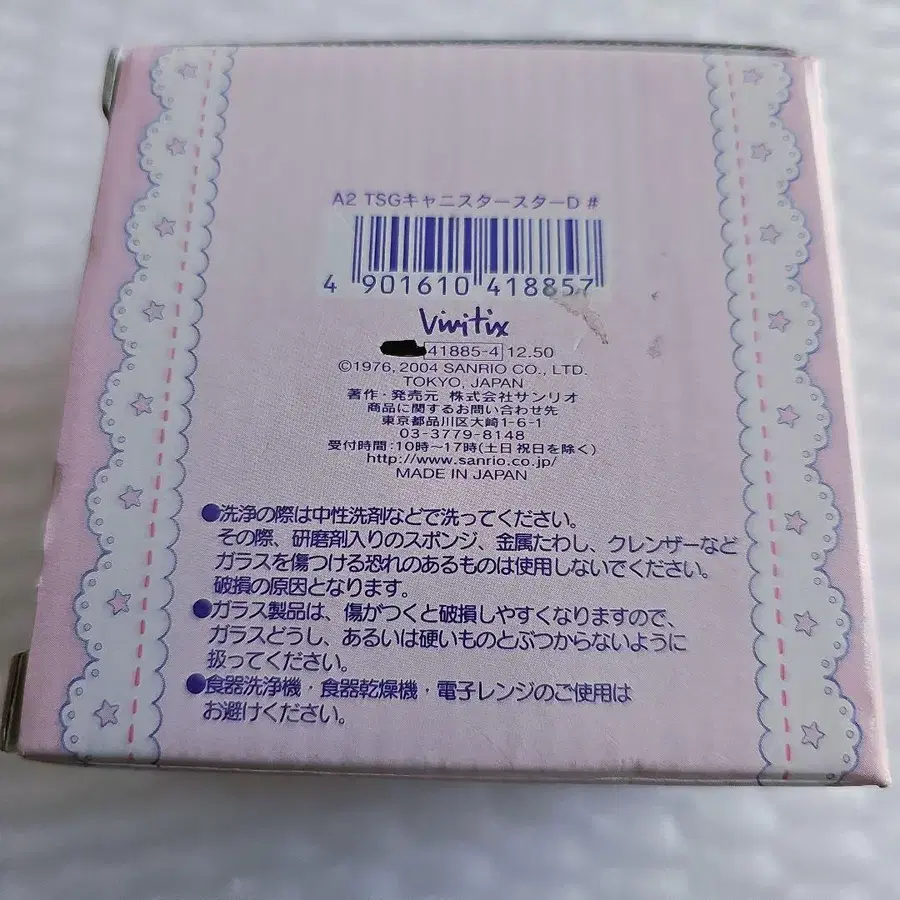 A2 TSGキャニスタースターD #
4 901610 418857
Vivitix
41885-4 12.50
©1976, 2004 SANRIO CO., LTD.
TOKYO, JAPAN
著作・発売元 株式会社サンリオ
商品に関するお問い合わせ先
東京都品川区大崎1-6-1
03-3779-8148
受付時間:10時〜17時(土日祝日を除く)
http://www.sanrio.co.jp/
MADE IN JAPAN
●洗浄の際は中性洗剤などで洗ってください。
その際、研磨剤入りのスポンジ、金属たわし、クレンザーなど
ガラスを傷つける恐れのあるものは使用しないでください。
破損の原因となります。
●ガラス製品は、傷がつくと破損しやすくなりますので、
ガラスどうし、あるいは硬いものとぶつからないように
扱ってください。
●食器洗浄機・食器乾燥機・電子レンジのご使用は
お避けください。